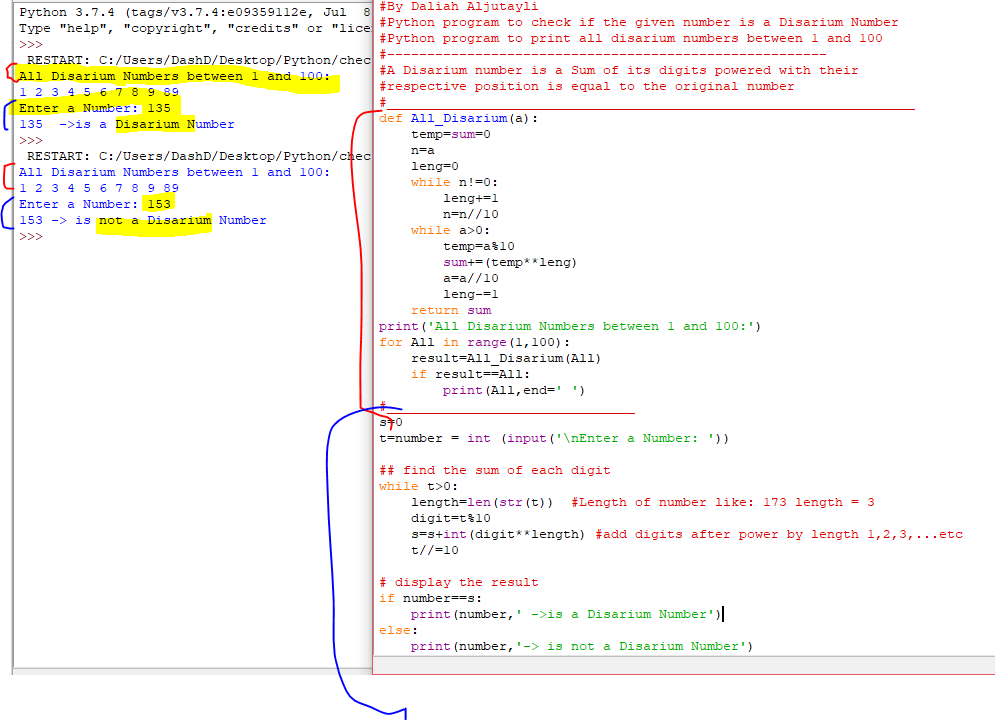 Python 3.7.4 (tags/v3.7.4:e09359112e, Jul  8
Type "help", "copyright", "credits" or "lice
>>>
 RESTART: C:/Users/DashD/Desktop/Python/chec
All Disarium Numbers between 1 and 100:
1 2 3 4 5 6 7 8 9 89
Enter a Number: 135
135  ->is a Disarium Number
>>>
 RESTART: C:/Users/DashD/Desktop/Python/chec
All Disarium Numbers between 1 and 100:
1 2 3 4 5 6 7 8 9 89
Enter a Number: 153
153 -> is not a Disarium Number
>>>
#By Daliah Aljutayli
#Python program to check if the given number is a Disarium Number
#Python program to print all disarium numbers between 1 and 100
#-------------------------------------------------------
#A Disarium number is a Sum of its digits powered with their
#respective position is equal to the original number
#__________________________________________________________________
def All_Disarium(a):
    temp=sum=0
    n=a
    leng=0
    while n!=0:
        leng+=1
        n=n//10
    while a>0:
        temp=a%10
        sum+=(temp**leng)
        a=a//10
        leng-=1
    return sum
print('All Disarium Numbers between 1 and 100:')
for All in range(1,100):
    result=All_Disarium(All)
    if result==All:
        print(All,end=' ')
#_______________________________
s=0
t=number = int (input('\nEnter a Number: '))
## find the sum of each digit
while t>0:
    length=len(str(t))  #Length of number like: 173 length = 3
    digit=t%10
    s=s+int(digit**length) #add digits after power by length 1,2,3,...etc
    t//=10
# display the result
if number==s:
    print(number,' ->is a Disarium Number')
else:
    print(number,'-> is not a Disarium Number')